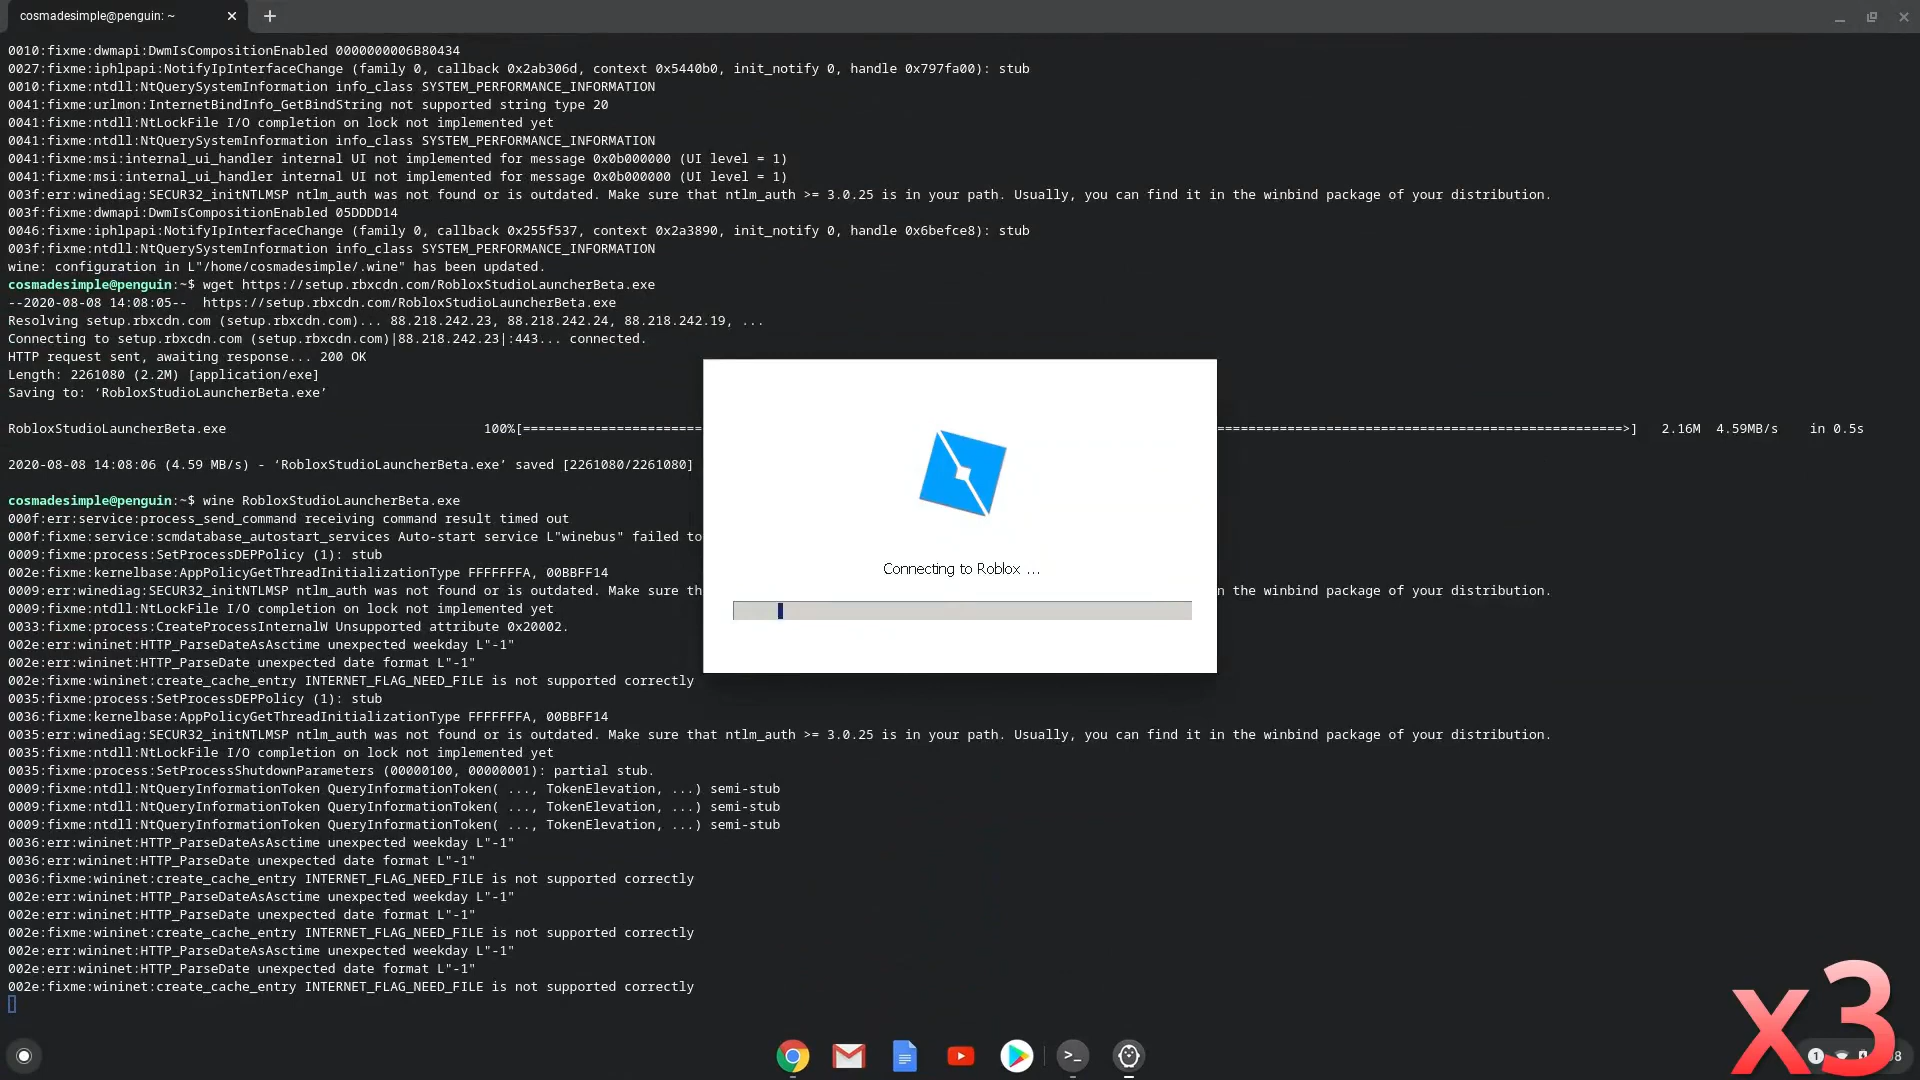 cosmadesimple@penguin: ~
0010:fixme:dwmapi:DwmIsCompositionEnabled 0000000006B80434
0027:fixme:iphlpapi:NotifyIpInterfaceChange (family 0, callback 0x2ab306d, context 0x5440b0, init_notify 0, handle 0x797fa00): stub
0010:fixme:ntdll:NtQuerySystemInformation info_class SYSTEM_PERFORMANCE_INFORMATION
0041:fixme:urlmon:InternetBindInfo_GetBindString not supported string type 20
0041:fixme:ntdll:NtLockFile I/O completion on lock not implemented yet
0041:fixme:ntdll:NtQuerySystemInformation info_class SYSTEM_PERFORMANCE_INFORMATION
0041:fixme:msi:internal_ui_handler internal UI not implemented for message 0x0b000000 (UI level = 1)
0041:fixme:msi:internal_ui_handler internal UI not implemented for message 0x0b000000 (UI level = 1)
003f:err:winediag:SECUR32_initNTLMSP ntlm_auth was not found or is outdated. Make sure that ntlm_auth >= 3.0.25 is in your path. Usually, you can find it in the winbind package of your distribution.
003f:fixme:dwmapi:DwmIsCompositionEnabled 05DDDD14
0046:fixme:iphlpapi:NotifyIpInterfaceChange (family 0, callback 0x255f537, context 0x2a3890, init_notify 0, handle 0x6befce8): stub
003f:fixme:ntdll:NtQuerySystemInformation info_class SYSTEM_PERFORMANCE_INFORMATION
wine: configuration in L"/home/cosmadesimple/.wine" has been updated.
cosmadesimple@penguin:~$ wget https://setup.rbxcdn.com/RobloxStudioLauncherBeta.exe
--2020-08-08 14:08:05--  https://setup.rbxcdn.com/RobloxStudioLauncherBeta.exe
Resolving setup.rbxcdn.com (setup.rbxcdn.com)... 88.218.242.23, 88.218.242.24, 88.218.242.19, ...
Connecting to setup.rbxcdn.com (setup.rbxcdn.com)|88.218.242.23|:443... connected.
HTTP request sent, awaiting response... 200 OK
Length: 2261080 (2.2M) [application/exe]
Saving to: ‘RobloxStudioLauncherBeta.exe’
RobloxStudioLauncherBeta.exe 100%[======================= ====================================================>] 2.16M 4.59MB/s in 0.5s
2020-08-08 14:08:06 (4.59 MB/s) - ‘RobloxStudioLauncherBeta.exe’ saved [2261080/2261080]
cosmadesimple@penguin:~$ wine RobloxStudioLauncherBeta.exe
000f:err:service:process_send_command receiving command result timed out
000f:fixme:service:scmdatabase_autostart_services Auto-start service L"winebus" failed to
0009:fixme:process:SetProcessDEPPolicy (1): stub
002e:fixme:kernelbase:AppPolicyGetThreadInitializationType FFFFFFFA, 00BBFF14
0009:err:winediag:SECUR32_initNTLMSP ntlm_auth was not found or is outdated. Make sure th n the winbind package of your distribution.
0009:fixme:ntdll:NtLockFile I/O completion on lock not implemented yet
0033:fixme:process:CreateProcessInternalW Unsupported attribute 0x20002.
002e:err:wininet:HTTP_ParseDateAsAsctime unexpected weekday L"-1"
002e:err:wininet:HTTP_ParseDate unexpected date format L"-1"
002e:fixme:wininet:create_cache_entry INTERNET_FLAG_NEED_FILE is not supported correctly
0035:fixme:process:SetProcessDEPPolicy (1): stub
0036:fixme:kernelbase:AppPolicyGetThreadInitializationType FFFFFFFA, 00BBFF14
0035:err:winediag:SECUR32_initNTLMSP ntlm_auth was not found or is outdated. Make sure that ntlm_auth >= 3.0.25 is in your path. Usually, you can find it in the winbind package of your distribution.
0035:fixme:ntdll:NtLockFile I/O completion on lock not implemented yet
0035:fixme:process:SetProcessShutdownParameters (00000100, 00000001): partial stub.
0009:fixme:ntdll:NtQueryInformationToken QueryInformationToken( ..., TokenElevation, ...) semi-stub
0009:fixme:ntdll:NtQueryInformationToken QueryInformationToken( ..., TokenElevation, ...) semi-stub
0009:fixme:ntdll:NtQueryInformationToken QueryInformationToken( ..., TokenElevation, ...) semi-stub
0036:err:wininet:HTTP_ParseDateAsAsctime unexpected weekday L"-1"
0036:err:wininet:HTTP_ParseDate unexpected date format L"-1"
0036:fixme:wininet:create_cache_entry INTERNET_FLAG_NEED_FILE is not supported correctly
002e:err:wininet:HTTP_ParseDateAsAsctime unexpected weekday L"-1"
002e:err:wininet:HTTP_ParseDate unexpected date format L"-1"
002e:fixme:wininet:create_cache_entry INTERNET_FLAG_NEED_FILE is not supported correctly
002e:err:wininet:HTTP_ParseDateAsAsctime unexpected weekday L"-1"
002e:err:wininet:HTTP_ParseDate unexpected date format L"-1"
002e:fixme:wininet:create_cache_entry INTERNET_FLAG_NEED_FILE is not supported correctly
Connecting to Roblox ...
x3
1